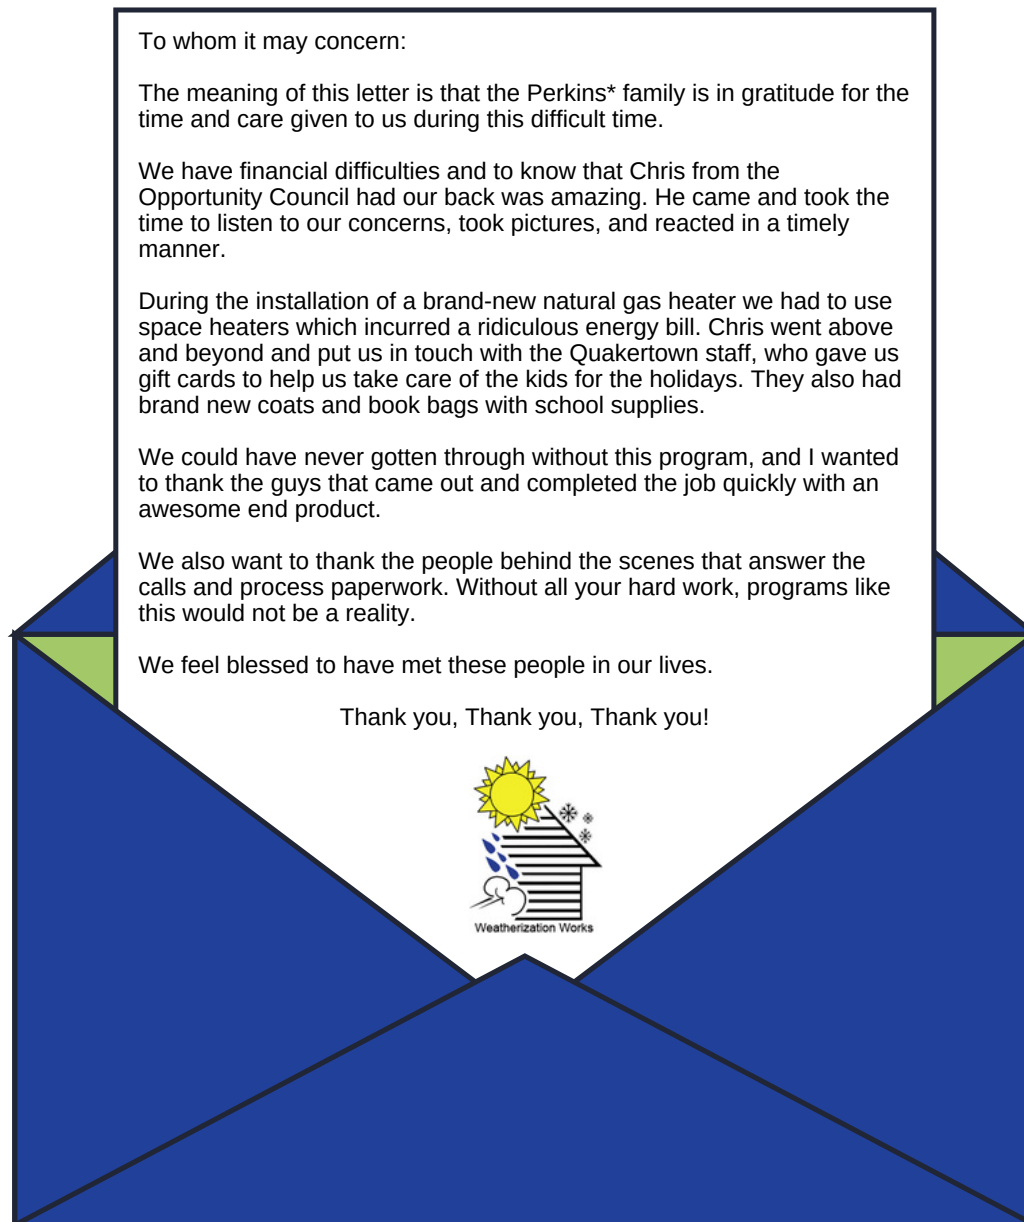 To whom it may concern:
The meaning of this letter is that the Perkins* family is in gratitude for the
time and care given to us during this difficult time.
We have financial difficulties and to know that Chris from the
Opportunity Council had our back was amazing. He came and took the
time to listen to our concerns, took pictures, and reacted in a timely
manner.
During the installation of a brand-new natural gas heater we had to use
space heaters which incurred a ridiculous energy bill. Chris went above
and beyond and put us in touch with the Quakertown staff, who gave us
gift cards to help us take care of the kids for the holidays. They also had
brand new coats and book bags with school supplies.
We could have never gotten through without this program, and I wanted
to thank the guys that came out and completed the job quickly with an
awesome end product.
We also want to thank the people behind the scenes that answer the
calls and process paperwork. Without all your hard work, programs like
this would not be a reality.
We feel blessed to have met these people in our lives.
Thank you, Thank you, Thank you!
Weatherization Works